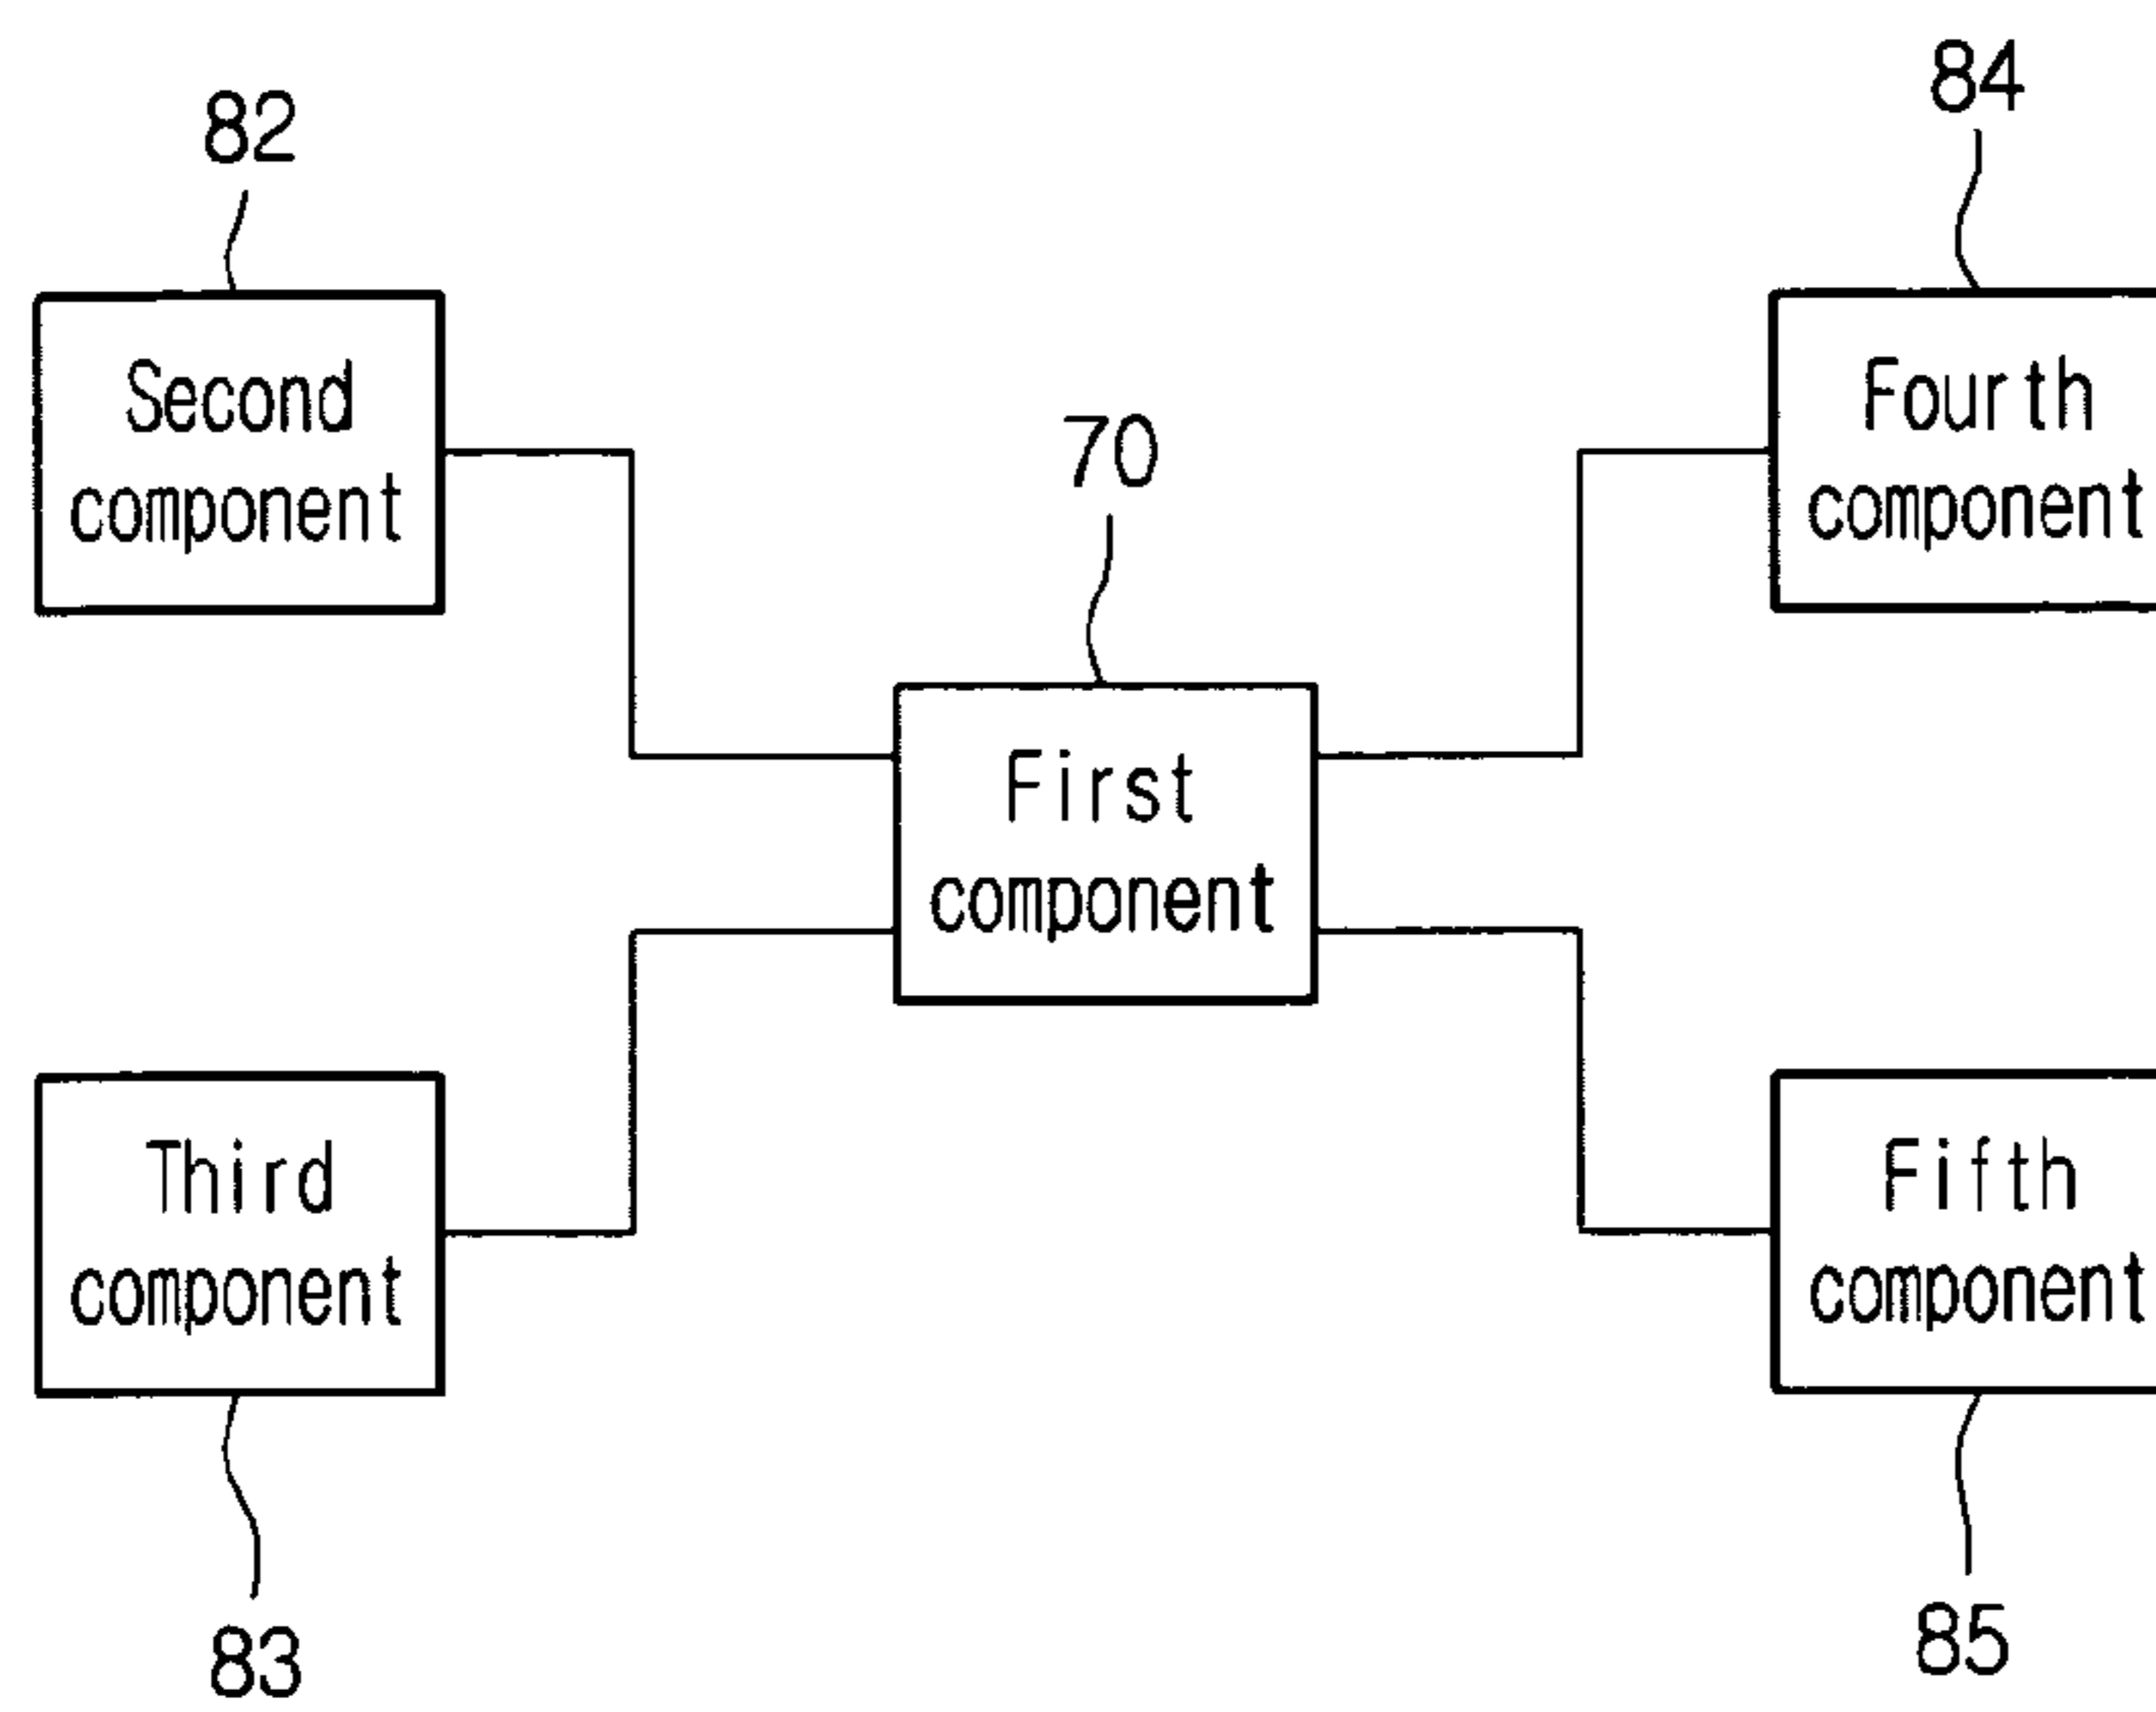 82
Second
component
84
Fourth
component
70
First
component
Third
component
83
Fifth
component
85